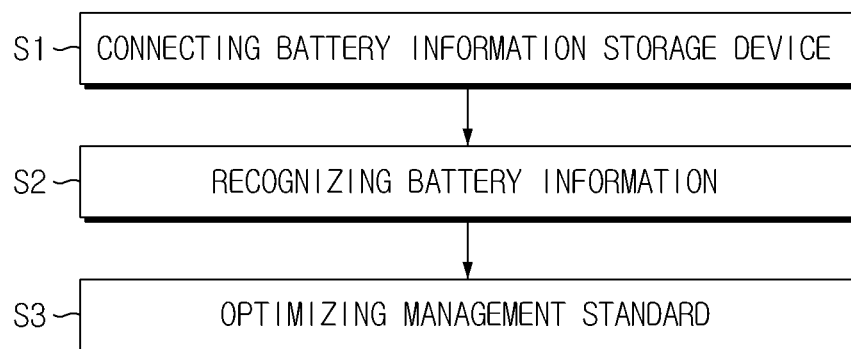 S1 CONNECTING BATTERY INFORMATION STORAGE DEVICE
S2 RECOGNIZING BATTERY INFORMATION
S3 OPTIMIZING MANAGEMENT STANDARD